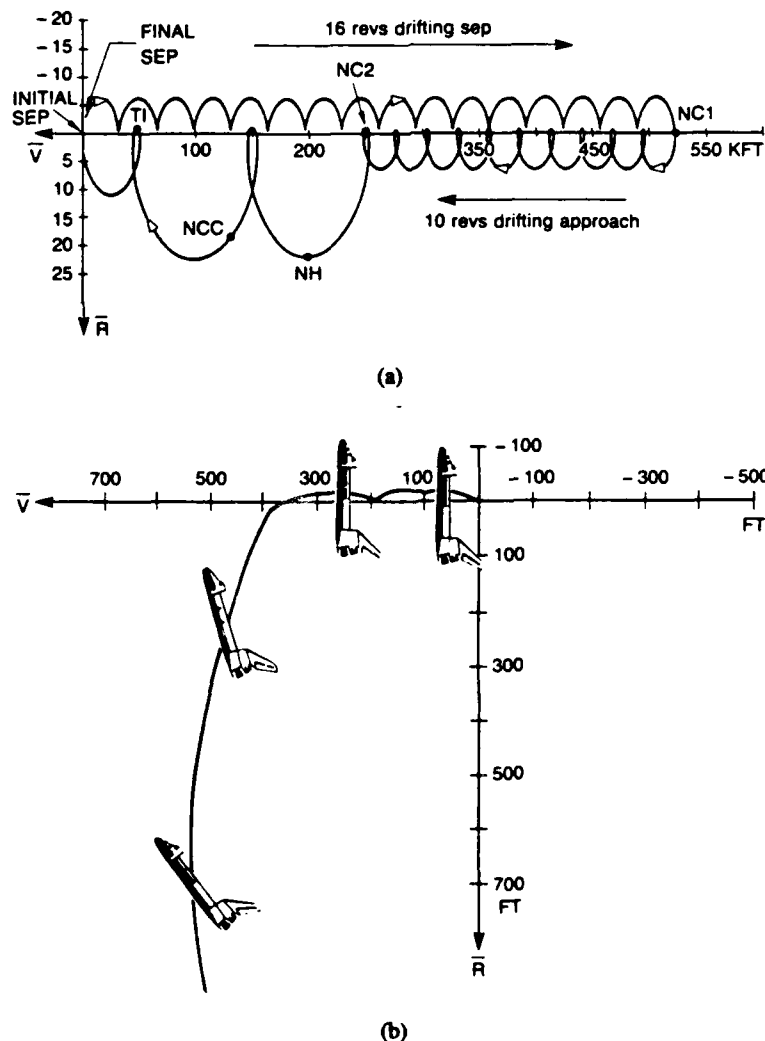 -20
-15
-10
-5
FINAL
SEP
INITIAL
SEP
16 revs drifting sep
NC2
NC1
TI
V̄
100
200
350
450
550 KFT
5
10
15
20
25
NCC
NH
10 revs drifting approach
R̄
(a)
-100
700
500
300
100
-100
-300
-500
V̄
FT
100
300
500
700
FT
R̄
(b)